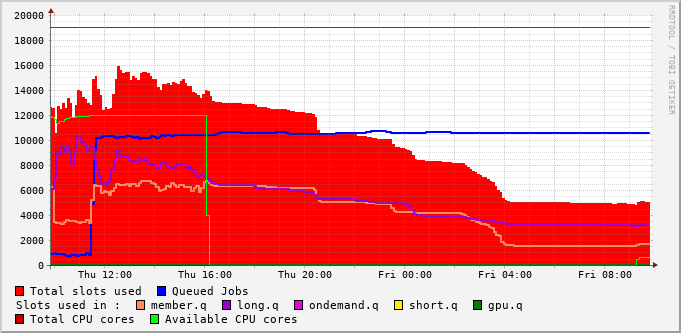 20000
18000
16000
14000
12000
10000
8000
6000
4000
2000
0
Thu 12:00 Thu 16:00 Thu 20:00 Fri 00:00 Fri 04:00 Fri 08:00
RRDTOOL / TOBI OETIKER
Total slots used Queued Jobs
Slots used in : member.q long.q ondemand.q short.q gpu.q
Total CPU cores Available CPU cores